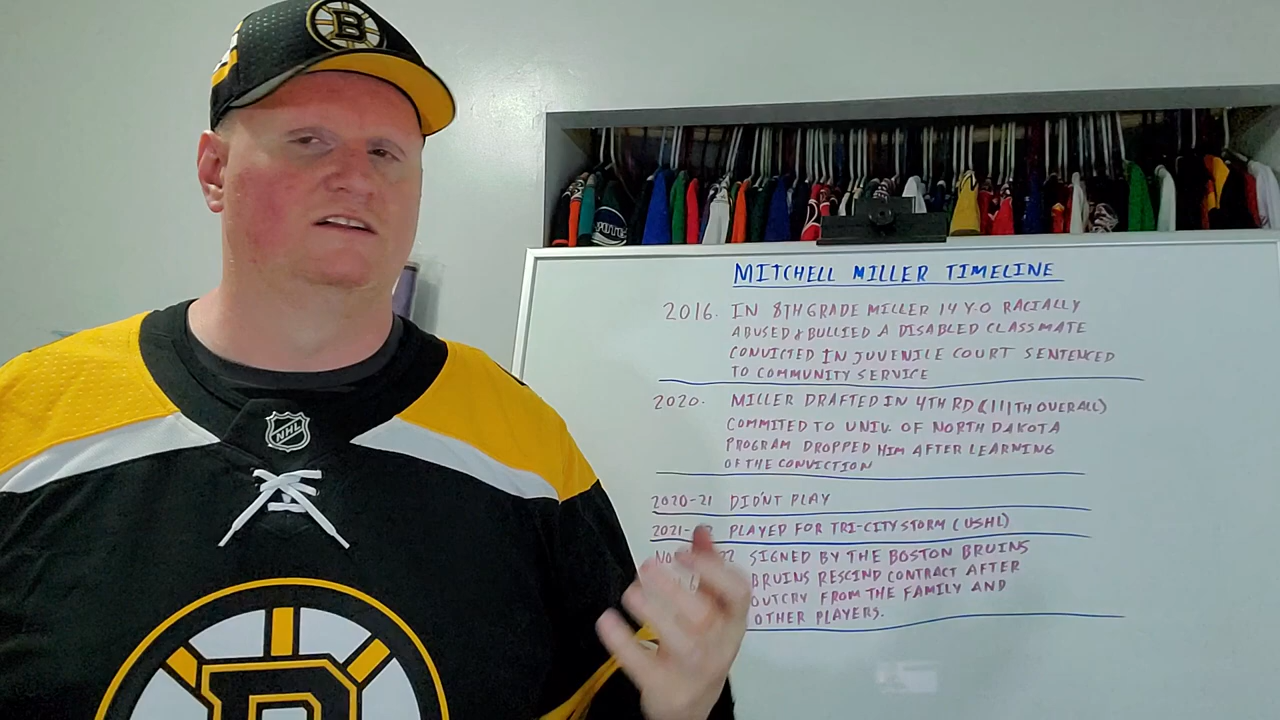 B
NHL
B
MITCHELL MILLER TIMELINE
2016. IN 8TH GRADE MILLER 14 Y.O RACIALLY
ABUSED & BULLIED A DISABLED CLASSMATE
CONVICTED IN JUVENILE COURT SENTENCED
TO COMMUNITY SERVICE
2020. MILLER DRAFTED IN 4TH RD (111TH OVERALL)
COMMITED TO UNIV. OF NORTH DAKOTA
PROGRAM DROPPED HIM AFTER LEARNING
OF THE CONVICTION
2020-21 DIDN'T PLAY
2021- PLAYED FOR TRI-CITY STORM (USHL)
22 SIGNED BY THE BOSTON BRUINS
BRUINS RESCIND CONTRACT AFTER
OUTCRY FROM THE FAMILY AND
OTHER PLAYERS.